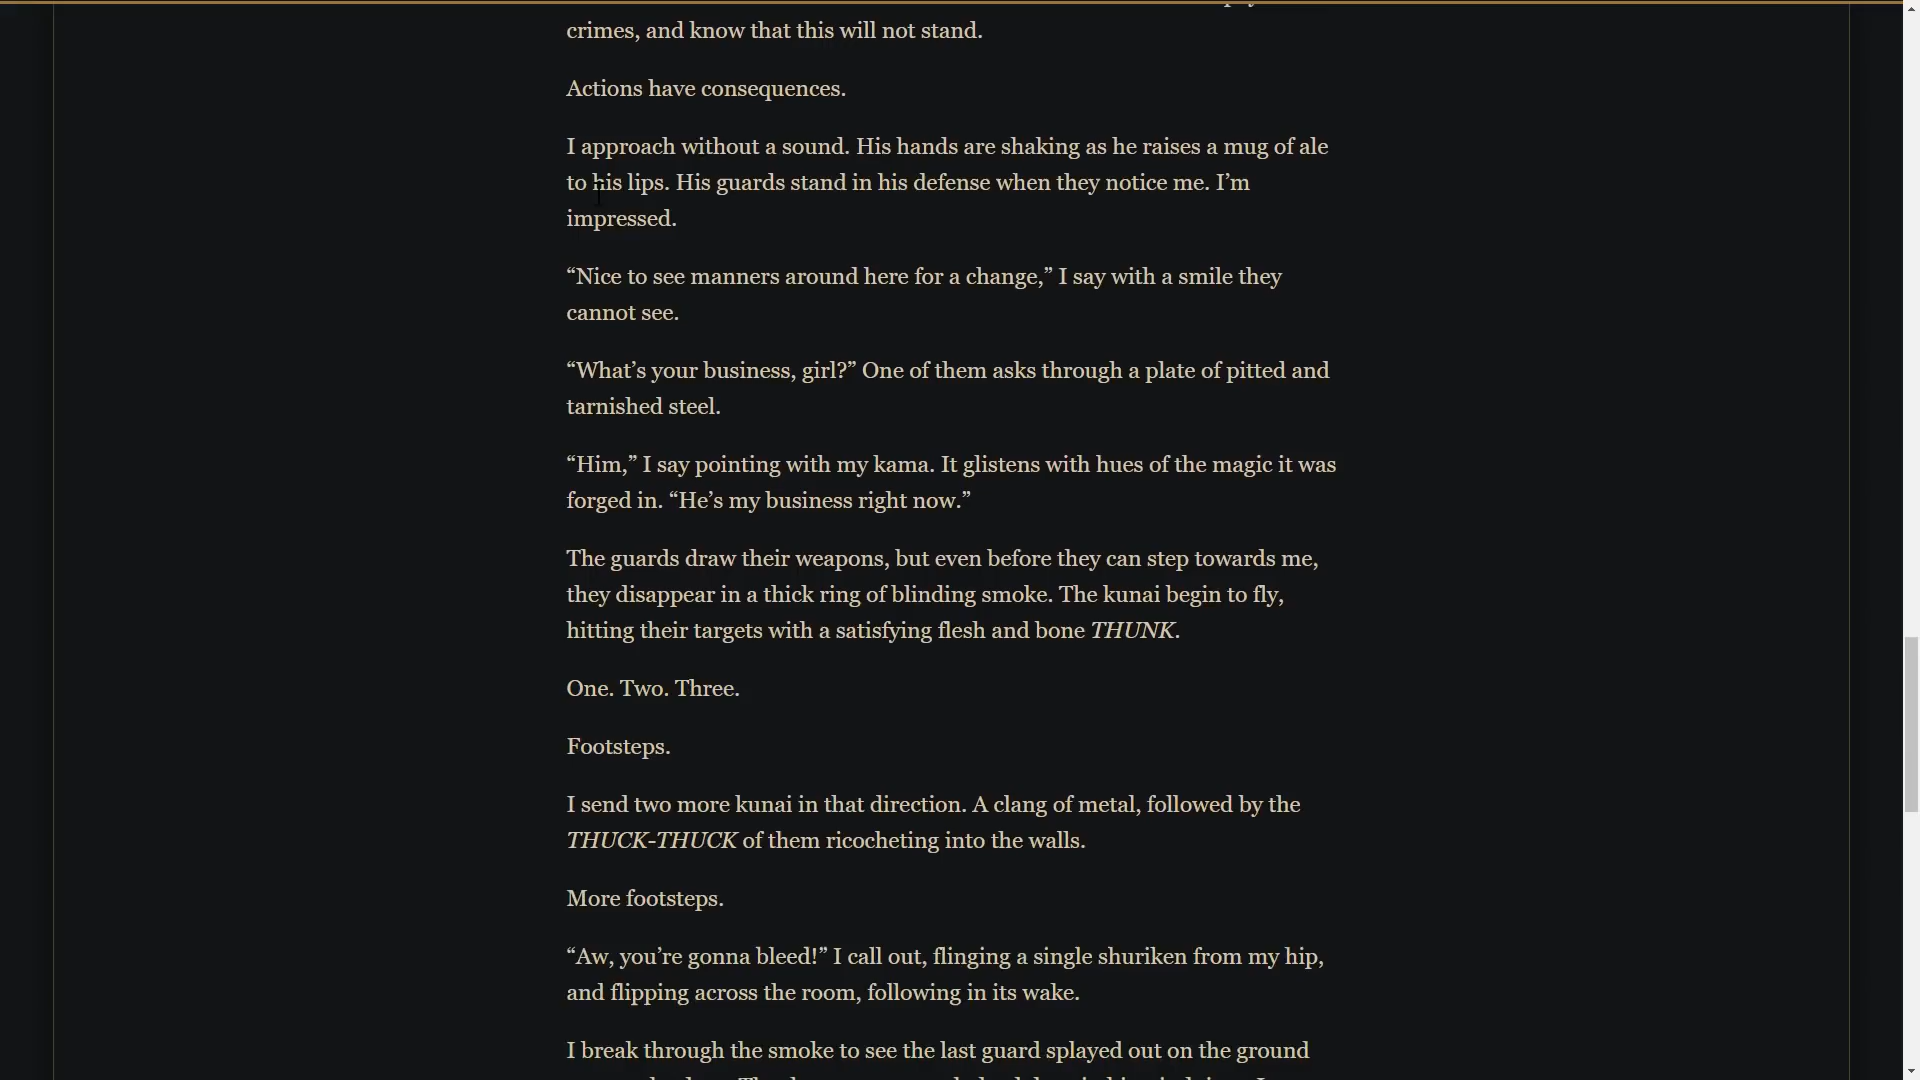 crimes, and know that this will not stand.
Actions have consequences.
I approach without a sound. His hands are shaking as he raises a mug of ale
to his lips. His guards stand in his defense when they notice me. I’m
impressed.
“Nice to see manners around here for a change,” I say with a smile they
cannot see.
“What’s your business, girl?” One of them asks through a plate of pitted and
tarnished steel.
“Him,” I say pointing with my kama. It glistens with hues of the magic it was
forged in. “He’s my business right now.”
The guards draw their weapons, but even before they can step towards me,
they disappear in a thick ring of blinding smoke. The kunai begin to fly,
hitting their targets with a satisfying flesh and bone THUNK.
One. Two. Three.
Footsteps.
I send two more kunai in that direction. A clang of metal, followed by the
THUCK-THUCK of them ricocheting into the walls.
More footsteps.
“Aw, you’re gonna bleed!” I call out, flinging a single shuriken from my hip,
and flipping across the room, following in its wake.
I break through the smoke to see the last guard splayed out on the ground